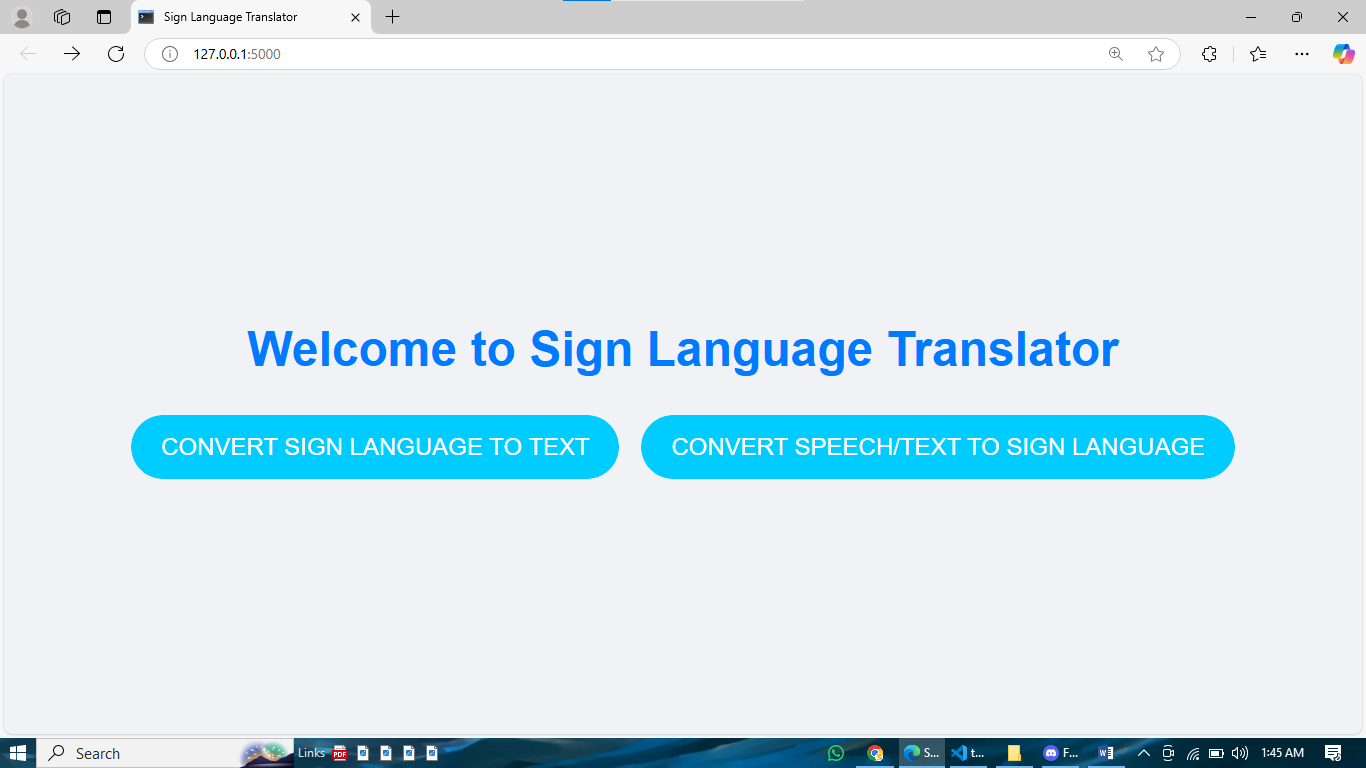 Sign Language Translator
127.0.0.1:5000
Welcome to Sign Language Translator
CONVERT SIGN LANGUAGE TO TEXT
CONVERT SPEECH/TEXT TO SIGN LANGUAGE
Search
Links
PDF
S...
t...
F...
1:45 AM